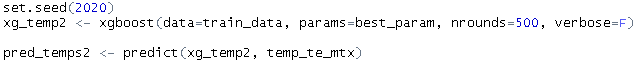 set.seed(2020)
xg_temp2 <- xgboost(data=train_data, params=best_param, nrounds=500, verbose=F)
pred_temps2 <- predict(xg_temp2, temp_te_mtx)